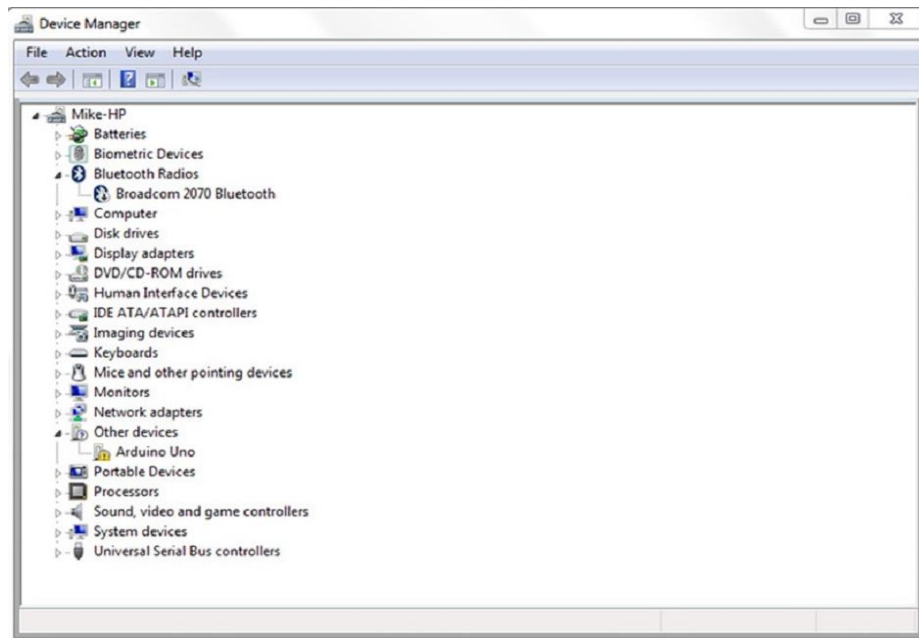 Device Manager
File Action View Help
Mike-HP
Batteries
Biometric Devices
Bluetooth Radios
Broadcom 2070 Bluetooth
Computer
Disk drives
Display adapters
DVD/CD-ROM drives
Human Interface Devices
IDE ATA/ATAPI controllers
Imaging devices
Keyboards
Mice and other pointing devices
Monitors
Network adapters
Other devices
Arduino Uno
Portable Devices
Processors
Sound, video and game controllers
System devices
Universal Serial Bus controllers